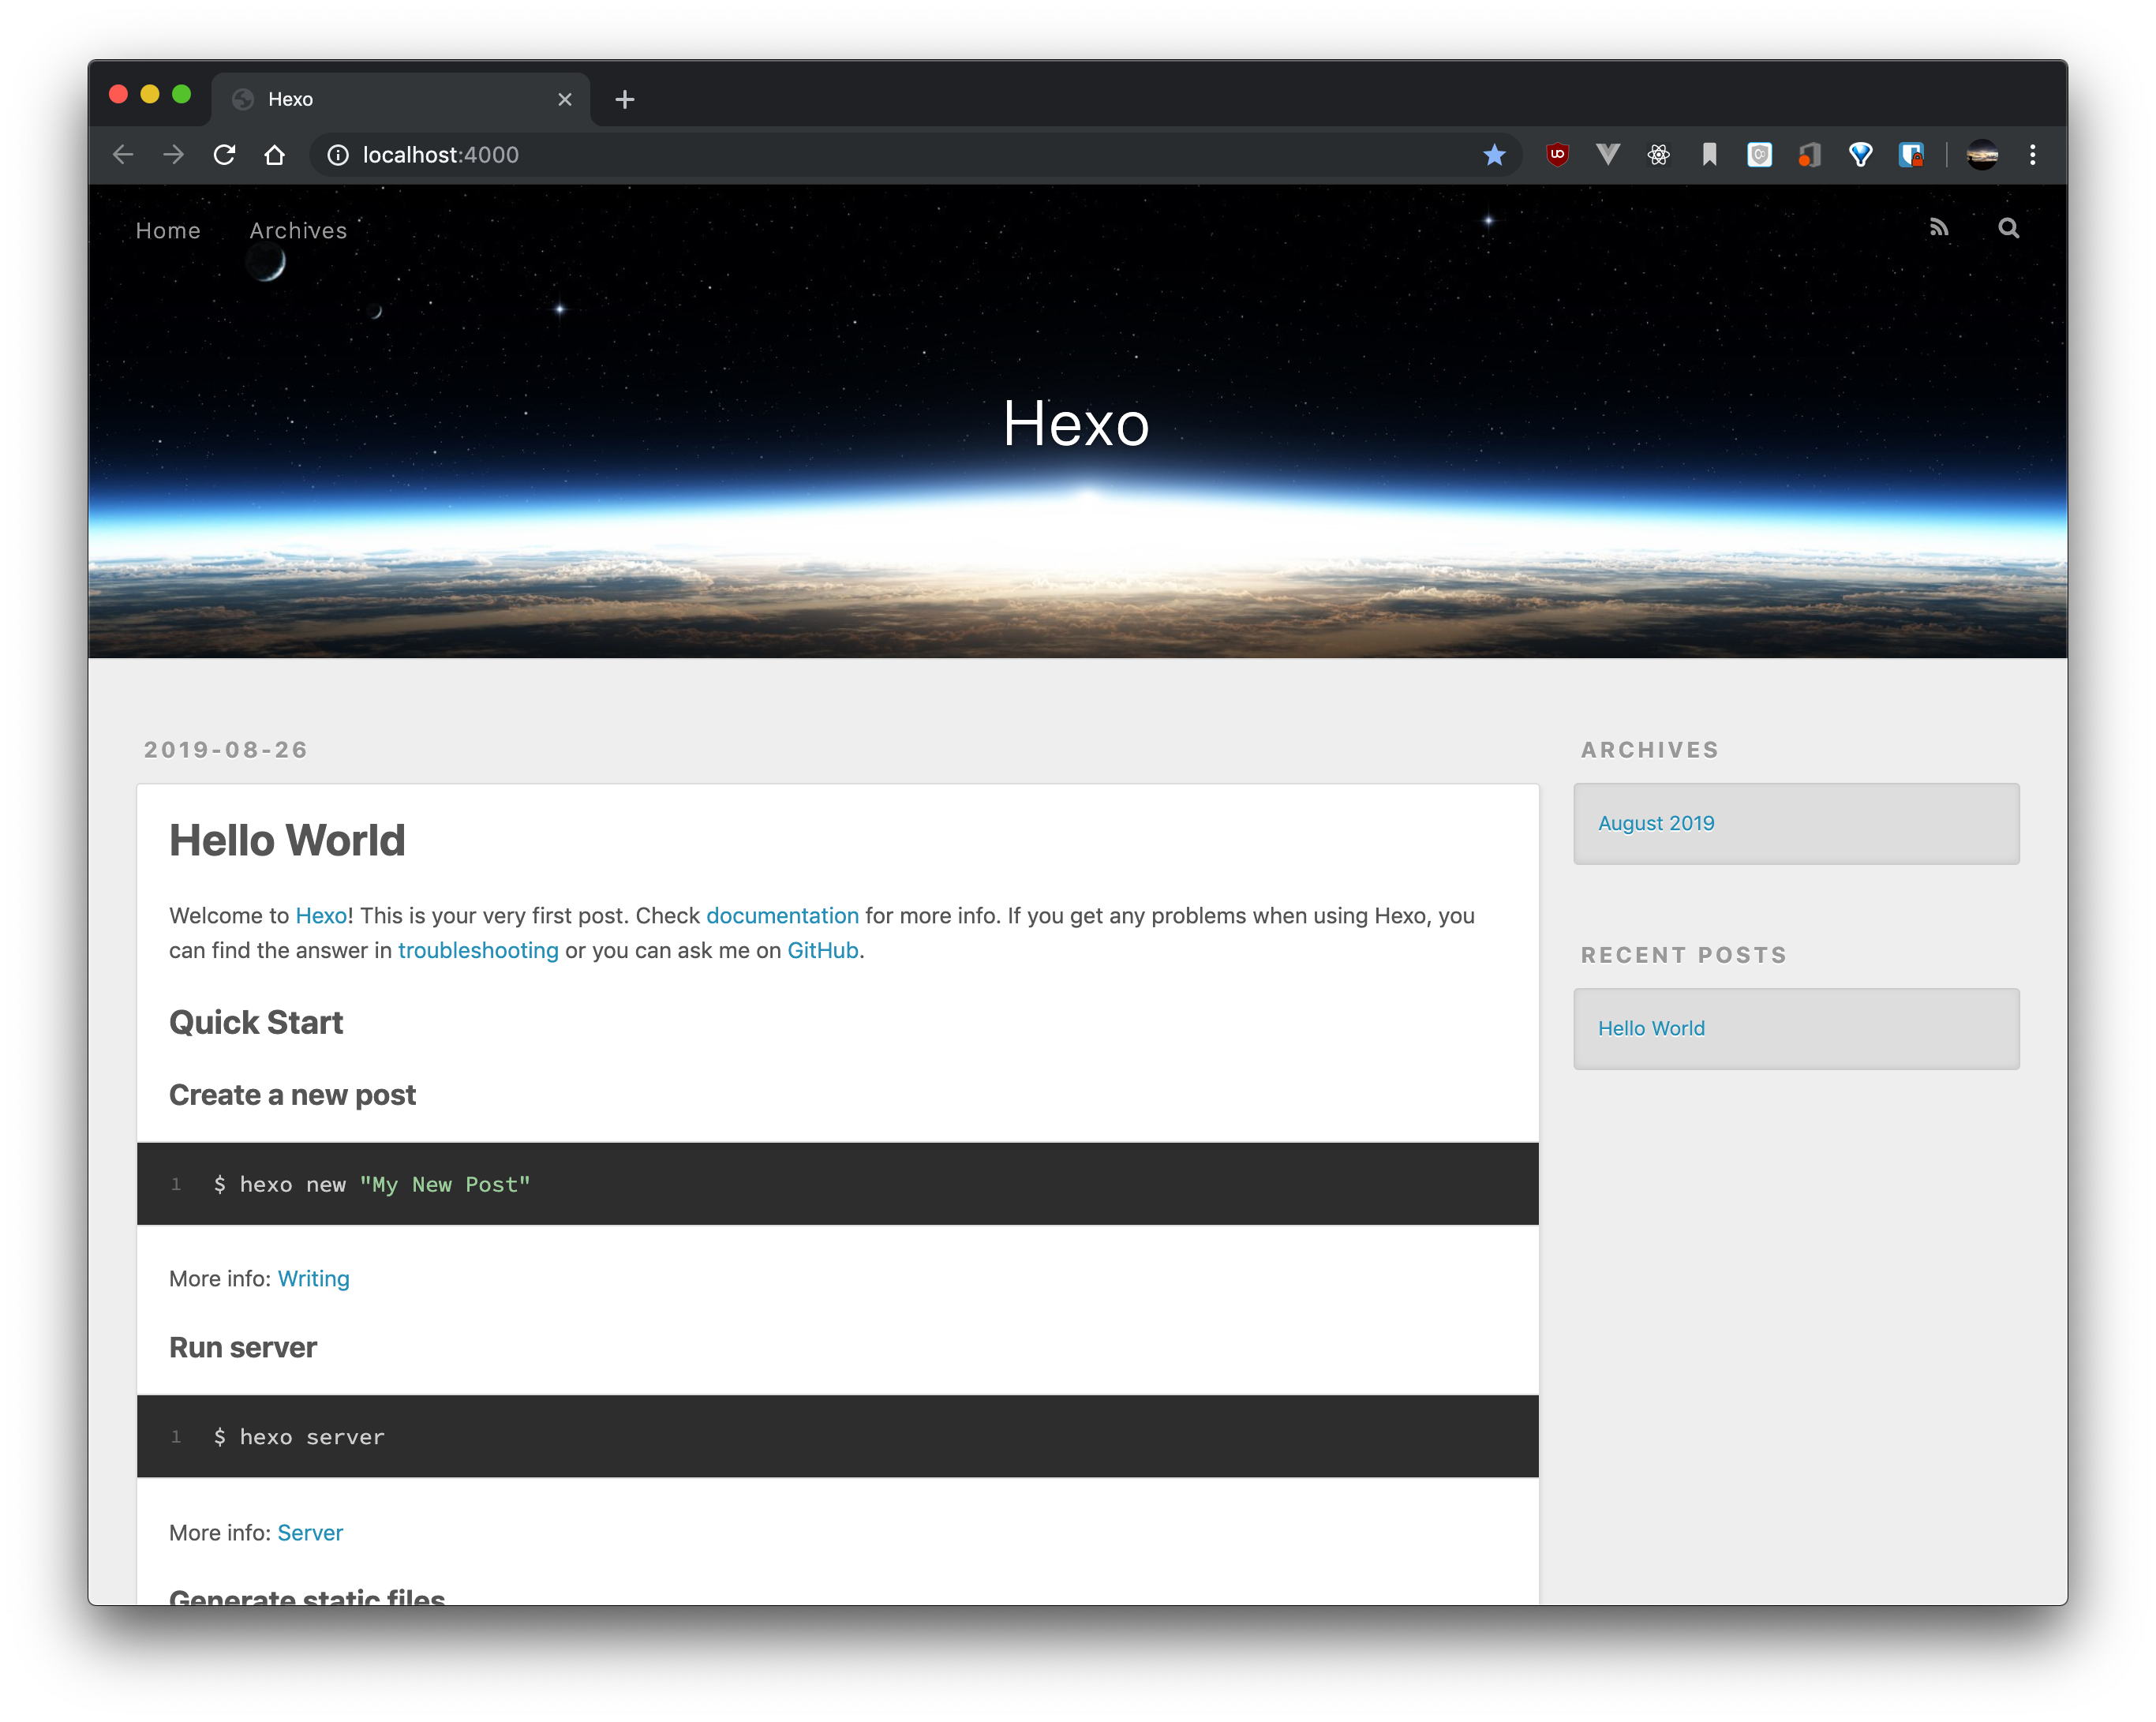 Hexo
localhost:4000
Home
Archives
Hexo
2019-08-26
Hello World
Welcome to Hexo! This is your very first post. Check documentation for more info. If you get any problems when using Hexo, you
can find the answer in troubleshooting or you can ask me on GitHub.
Quick Start
Create a new post
1 $ hexo new "My New Post"
More info: Writing
Run server
1 $ hexo server
More info: Server
Generate static files
ARCHIVES
August 2019
RECENT POSTS
Hello World